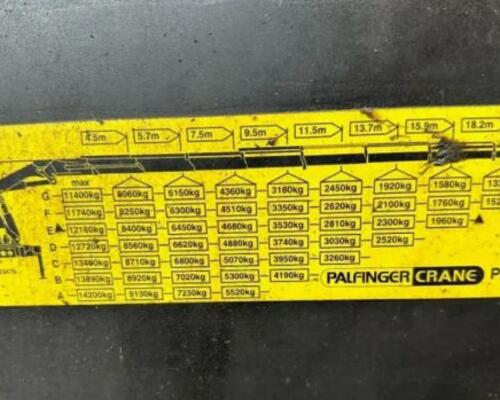 4.5m 5.7m 7.5m 9.5m 11.5m 13.7m 15.9m 18.2m
max
G 11400kg 8060kg 6150kg 4360kg 3180kg 2450kg 1920kg 1580kg
F 11740kg 8250kg 6300kg 4510kg 3350kg 2620kg 2100kg 1760kg
E 12160kg 8400kg 6450kg 4680kg 3530kg 2810kg 2300kg 1960kg
D 12720kg 8560kg 6620kg 4880kg 3740kg 3030kg 2520kg
C 13490kg 8710kg 6800kg 5070kg 3950kg 3260kg
B 13890kg 8920kg 7020kg 5300kg 4190kg PALFINGER CRANE
A 14200kg 9130kg 7230kg 5520kg